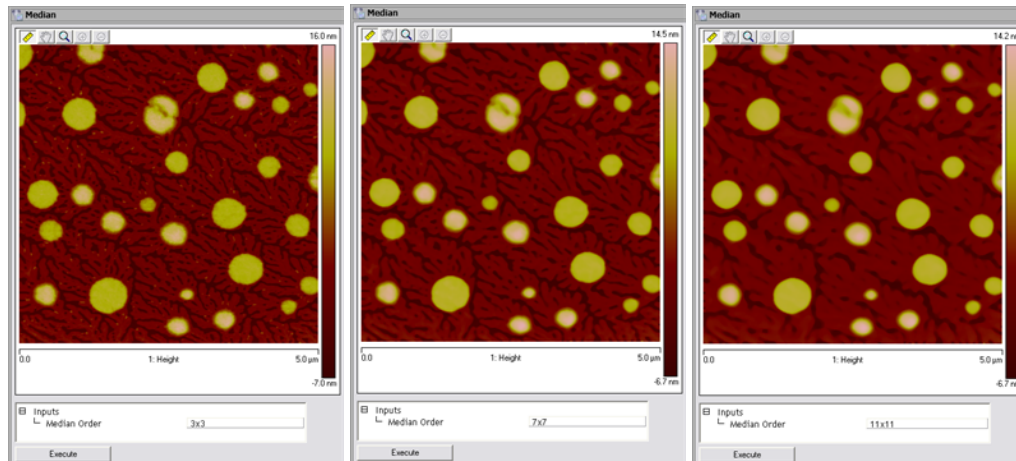 Median
16.0 nm
0.0
1: Height
5.0 µm
-7.0 nm
Inputs
Median Order
3x3
Execute
Median
14.5 nm
0.0
1: Height
5.0 µm
-6.7 nm
Inputs
Median Order
7x7
Execute
Median
14.2 nm
0.0
1: Height
5.0 µm
-6.7 nm
Inputs
Median Order
11x11
Execute